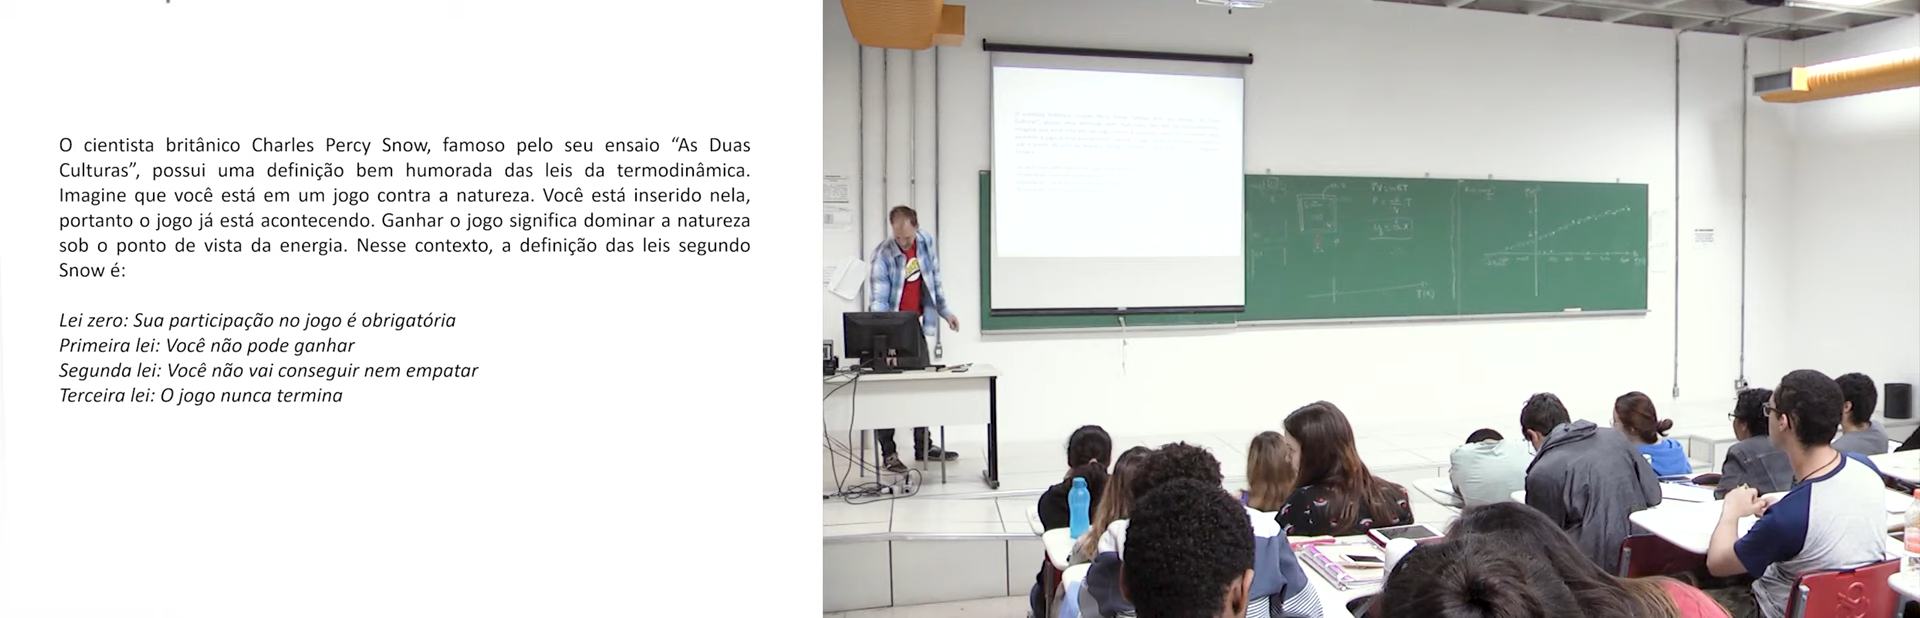 O cientista britânico Charles Percy Snow, famoso pelo seu ensaio “As Duas
Culturas”, possui uma definição bem humorada das leis da termodinâmica.
Imagine que você está em um jogo contra a natureza. Você está inserido nela,
portanto o jogo já está acontecendo. Ganhar o jogo significa dominar a natureza
sob o ponto de vista da energia. Nesse contexto, a definição das leis segundo
Snow é:
Lei zero: Sua participação no jogo é obrigatória
Primeira lei: Você não pode ganhar
Segunda lei: Você não vai conseguir nem empatar
Terceira lei: O jogo nunca termina
PV = nRT